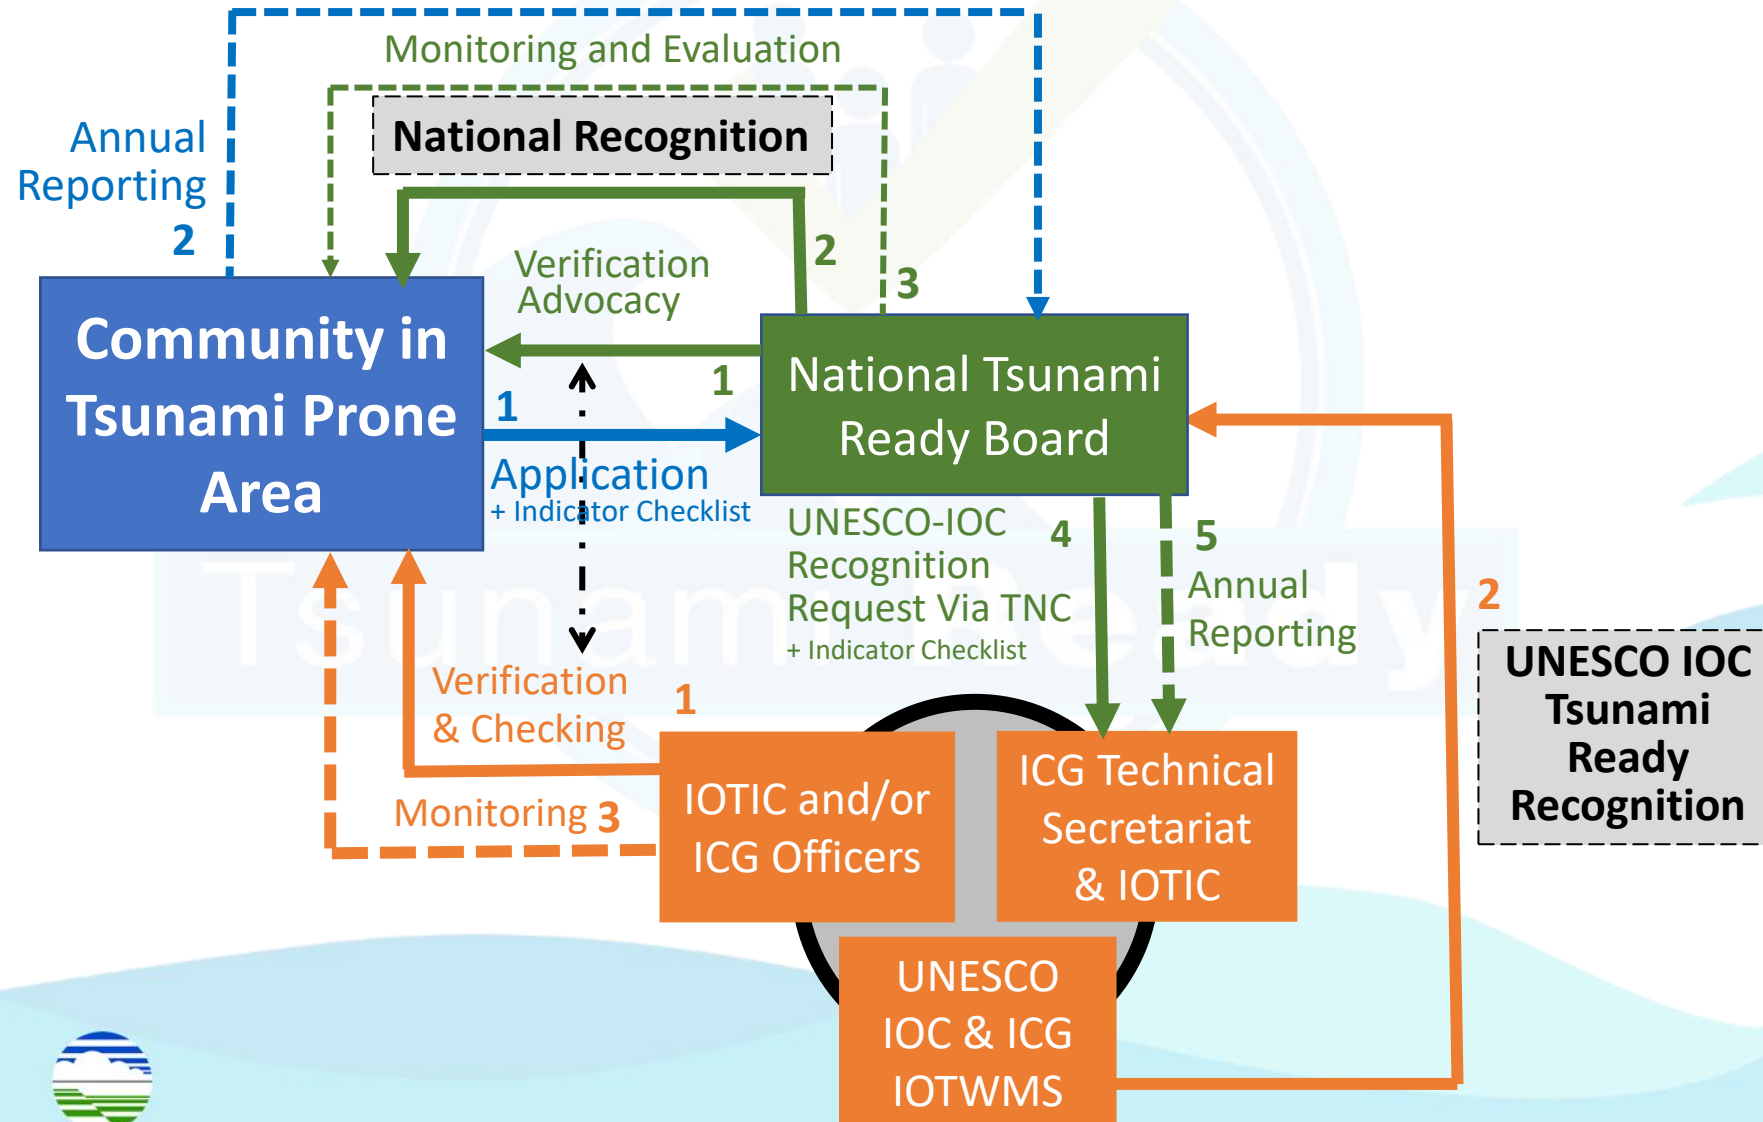 Monitoring and Evaluation
National Recognition
Annual
Reporting
2
2
3
Verification
Advocacy
Community in
Tsunami Prone
Area
1
1
Application
+ Indicator Checklist
National Tsunami
Ready Board
UNESCO-IOC
Recognition
Request Via TNC
+ Indicator Checklist
4
5
Annual
Reporting
2
UNESCO IOC
Tsunami
Ready
Recognition
Tsunami Ready
Verification
& Checking
1
Monitoring 3
IOTIC and/or
ICG Officers
ICG Technical
Secretariat
& IOTIC
UNESCO
IOC & ICG
IOTWMS